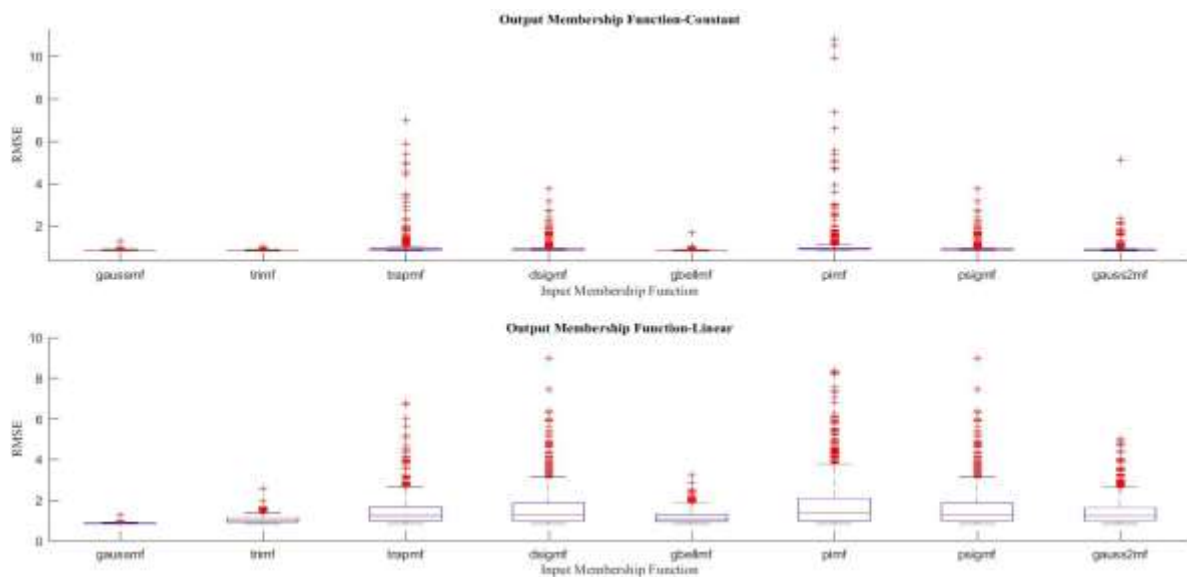 Output Membership Function-Constant
10
8
6
4
2
RMSE
gaussmf trimf trapmf dsigmf gbellmf pimf psigmf gauss2mf
Input Membership Function
Output Membership Function-Linear
10
8
6
4
2
0
RMSE
gaussmf trimf trapmf dsigmf gbellmf pimf psigmf gauss2mf
Input Membership Function